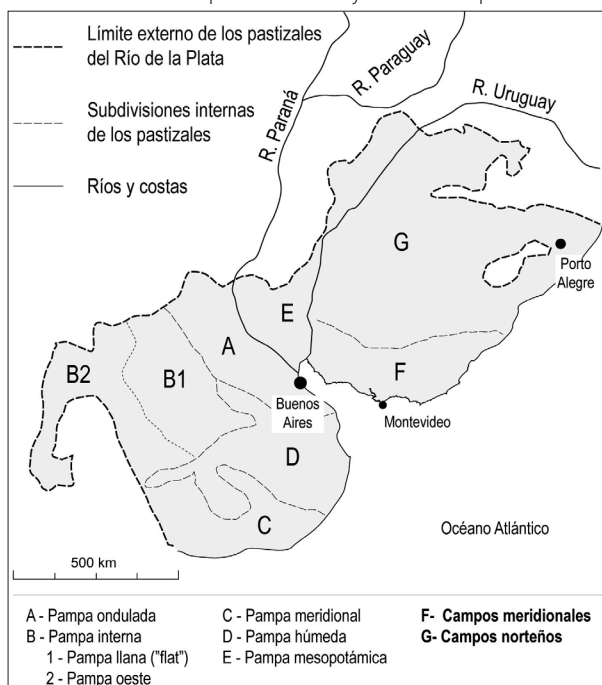 Límite externo de los pastizales
del Río de la Plata
Subdivisiones internas
de los pastizales
Ríos y costas
R. Paraná
R. Paraguay
R. Uruguay
G
Porto
Alegre
E
A
F
B2
B1
Buenos
Aires
Montevideo
D
C
Océano Atlántico
500 km
A - Pampa ondulada
B - Pampa interna
1 - Pampa llana ("flat")
2 - Pampa oeste
C - Pampa meridional
D - Pampa húmeda
E - Pampa mesopotámica
F- Campos meridionales
G- Campos norteños